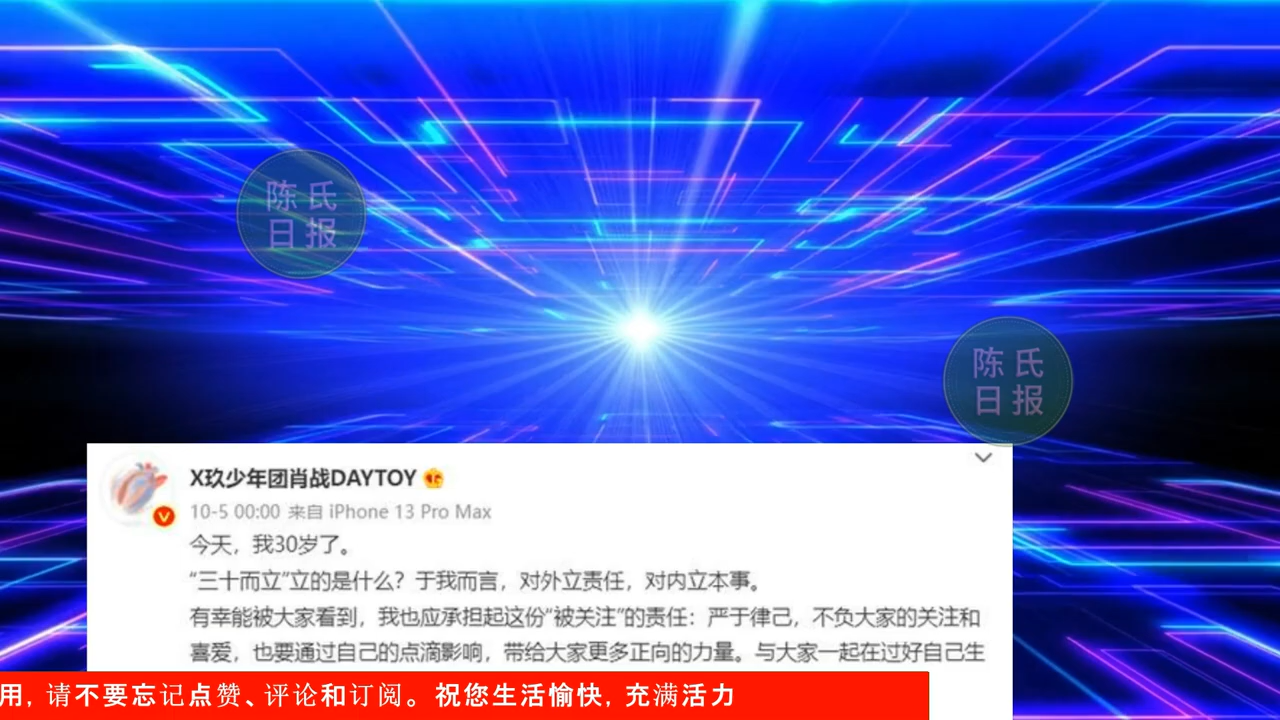 陈氏
日报
陈氏
日报
X玖少年团肖战DAYTOY
10-5 00:00 来自 iPhone 13 Pro Max
今天，我30岁了。
“三十而立”立的是什么？于我而言，对外立责任，对内立本事。
有幸能被大家看到，我也应承担起这份“被关注”的责任：严于律己，不负大家的关注和
喜爱，也要通过自己的点滴影响，带给大家更多正向的力量。与大家一起在过好自己生
用, 请不要忘记点赞、评论和订阅。祝您生活愉快, 充满活力